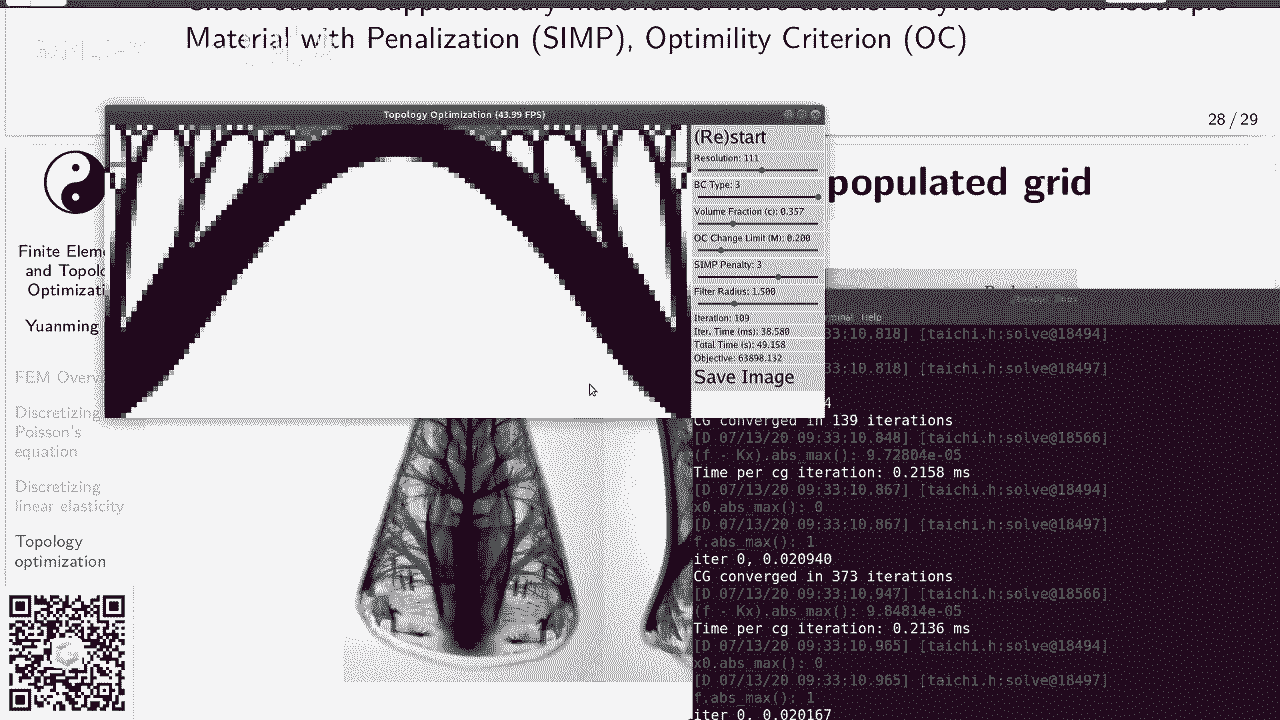 Material with Penalization (SIMP), Optimility Criterion (OC)
28 / 29
populated grid
Finite Elem
and Topolo
Optimizati
Yuanming
FEM Overv
Discretizing
Poisson's
equation
Discretizing
linear elasticity
Topology
optimization
Topology Optimization (43.99 FPS)
(Re)start
Resolution: 111
BC Type: 3
Volume Fraction (c): 0.357
OC Change Limit (M): 0.200
SIMP Penalty: 3
Filter Radius: 1.500
Iteration: 109
Iter. Time (ms): 38.580
Total Time (s): 49.158
Objective: 63898.132
Save Image
minal Help
33:10.818] [taichi.h:solve@18494]
33:10.818] [taichi.h:solve@18497]
4
CG converged in 139 iterations
[D 07/13/20 09:33:10.848] [taichi.h:solve@18566]
(f - Kx).abs_max(): 9.72804e-05
Time per cg iteration: 0.2158 ms
[D 07/13/20 09:33:10.867] [taichi.h:solve@18494]
x0.abs_max(): 0
[D 07/13/20 09:33:10.867] [taichi.h:solve@18497]
f.abs_max(): 1
iter 0, 0.020940
CG converged in 373 iterations
[D 07/13/20 09:33:10.947] [taichi.h:solve@18566]
(f - Kx).abs_max(): 9.84814e-05
Time per cg iteration: 0.2136 ms
[D 07/13/20 09:33:10.965] [taichi.h:solve@18494]
x0.abs_max(): 0
[D 07/13/20 09:33:10.965] [taichi.h:solve@18497]
f.abs_max(): 1
iter 0, 0.020167